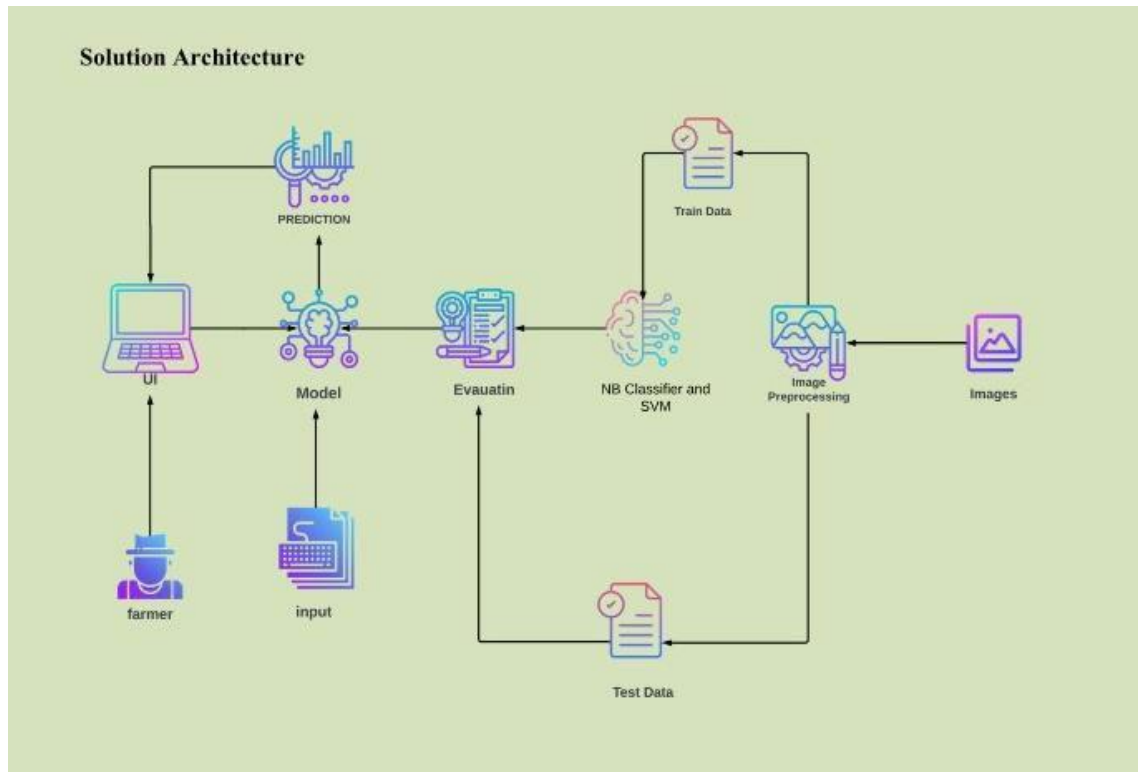 Solution Architecture
PREDICTION
Train Data
UI
Model
Evauatin
NB Classifier and
SVM
Image
Preprocessing
Images
farmer
input
Test Data